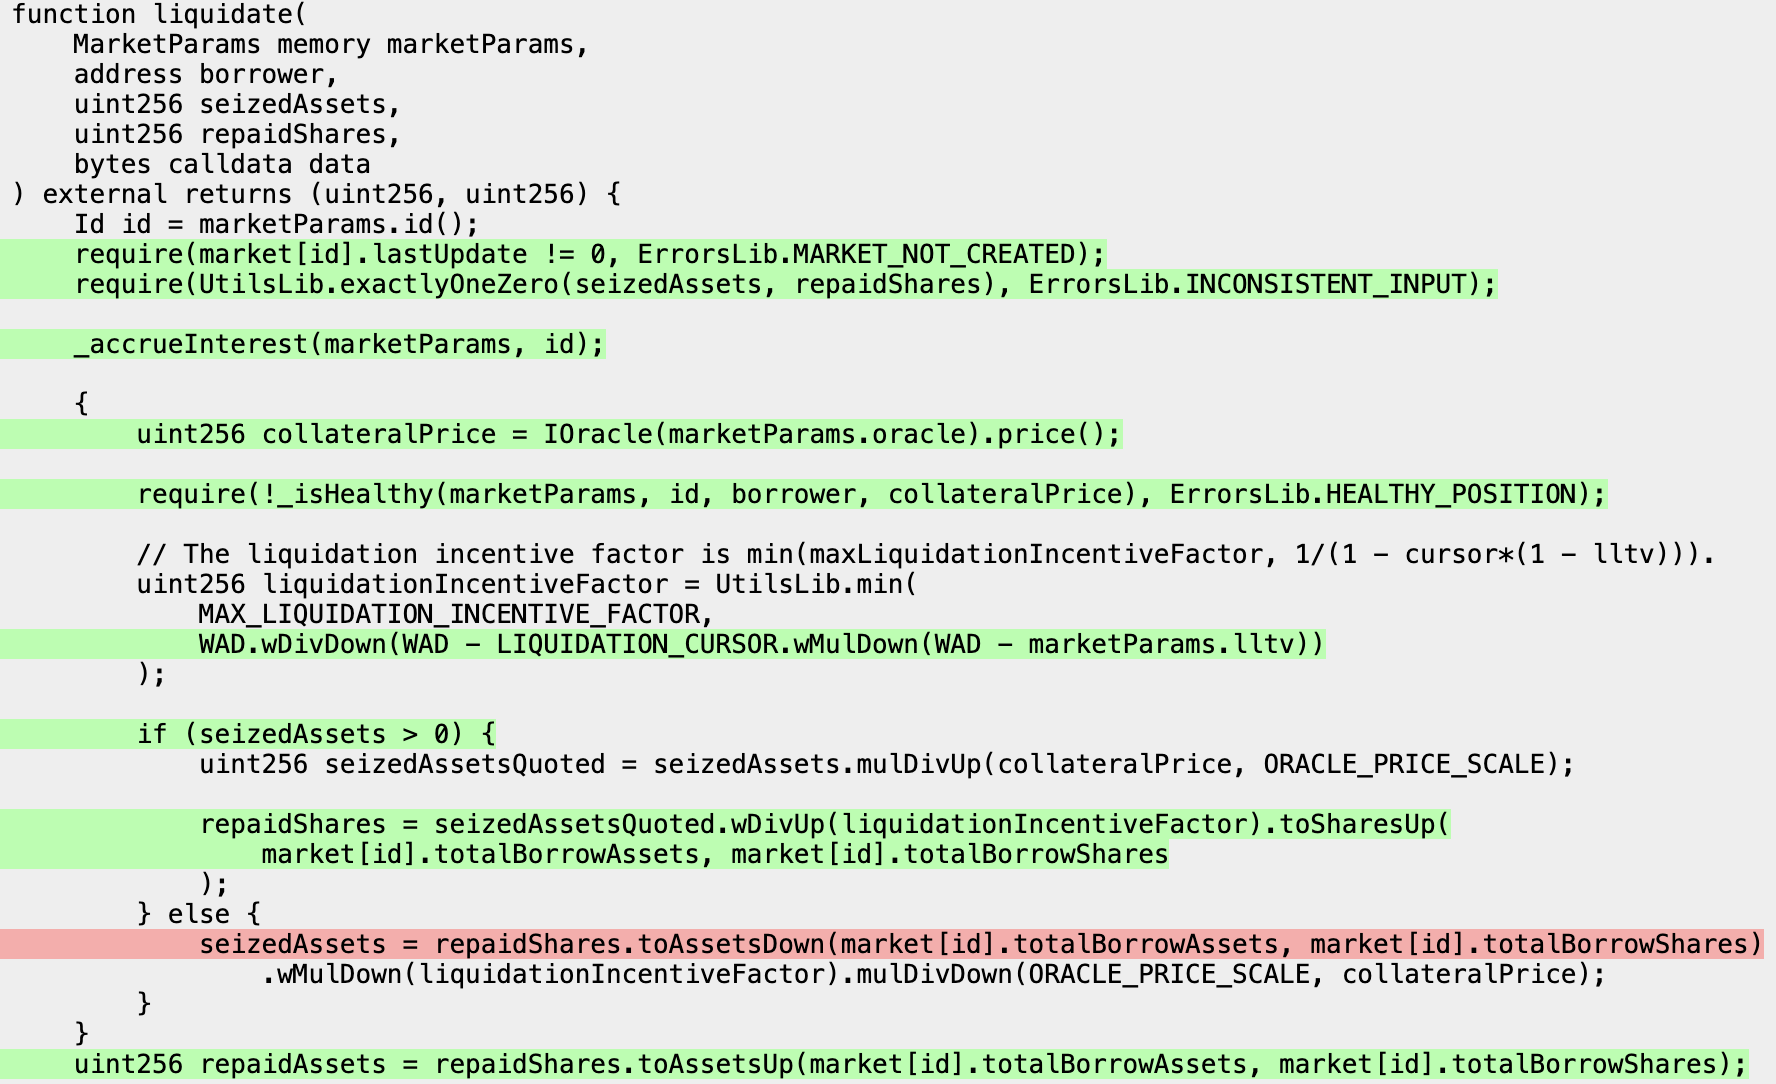 function liquidate(
    MarketParams memory marketParams,
    address borrower,
    uint256 seizedAssets,
    uint256 repaidShares,
    bytes calldata data
) external returns (uint256, uint256) {
    Id id = marketParams.id();
    require(market[id].lastUpdate != 0, ErrorsLib.MARKET_NOT_CREATED);
    require(UtilsLib.exactlyOneZero(seizedAssets, repaidShares), ErrorsLib.INCONSISTENT_INPUT);

    _accrueInterest(marketParams, id);

    {
        uint256 collateralPrice = IOracle(marketParams.oracle).price();

        require(!_isHealthy(marketParams, id, borrower, collateralPrice), ErrorsLib.HEALTHY_POSITION);

        // The liquidation incentive factor is min(maxLiquidationIncentiveFactor, 1/(1 - cursor*(1 - lltv))).
        uint256 liquidationIncentiveFactor = UtilsLib.min(
            MAX_LIQUIDATION_INCENTIVE_FACTOR,
            WAD.wDivDown(WAD - LIQUIDATION_CURSOR.wMulDown(WAD - marketParams.lltv))
        );

        if (seizedAssets > 0) {
            uint256 seizedAssetsQuoted = seizedAssets.mulDivUp(collateralPrice, ORACLE_PRICE_SCALE);

            repaidShares = seizedAssetsQuoted.wDivUp(liquidationIncentiveFactor).toSharesUp(
                market[id].totalBorrowAssets, market[id].totalBorrowShares
            );
        } else {
            seizedAssets = repaidShares.toAssetsDown(market[id].totalBorrowAssets, market[id].totalBorrowShares)
                .wMulDown(liquidationIncentiveFactor).mulDivDown(ORACLE_PRICE_SCALE, collateralPrice);
        }
    }
    uint256 repaidAssets = repaidShares.toAssetsUp(market[id].totalBorrowAssets, market[id].totalBorrowShares);